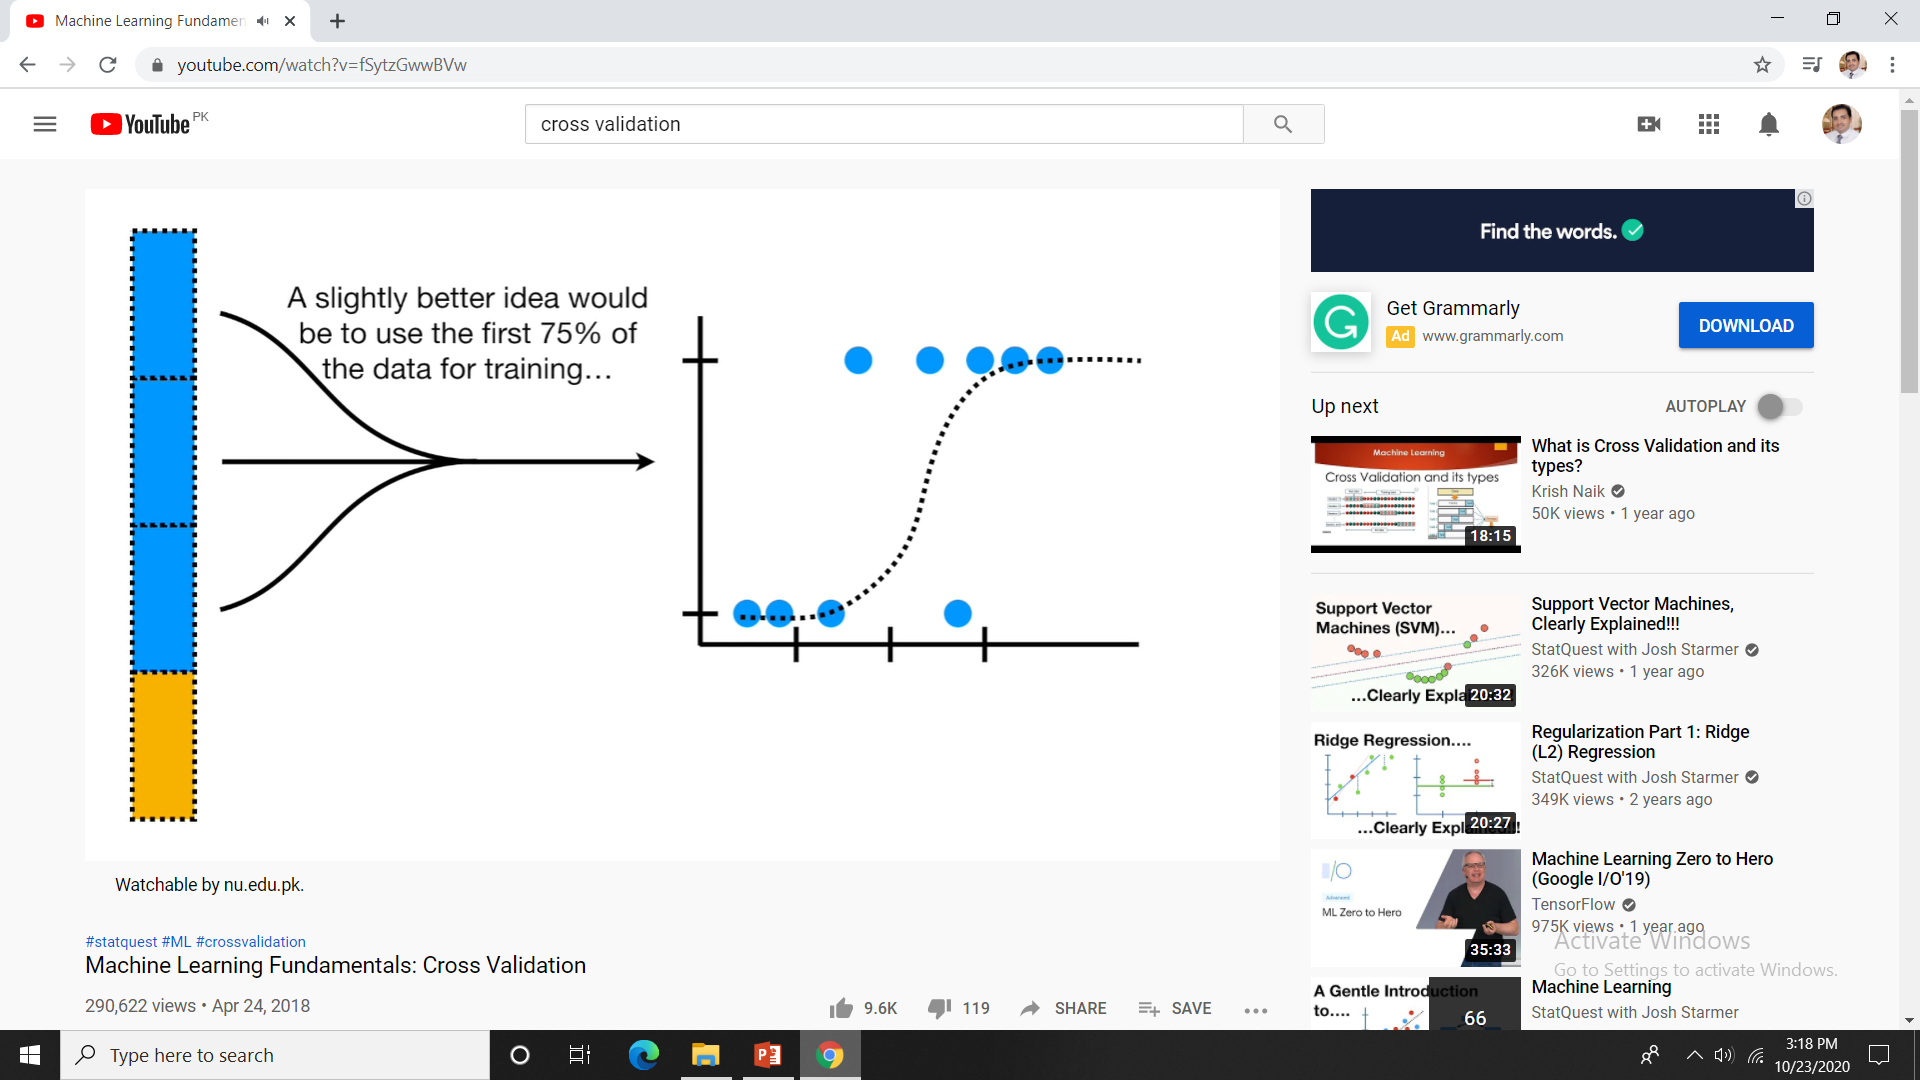 Machine Learning Fundamen
youtube.com/watch?v=fSytzGwwBVw
YouTube PK
cross validation
A slightly better idea would
be to use the first 75% of
the data for training...
Watchable by nu.edu.pk.
#statquest #ML #crossvalidation
Machine Learning Fundamentals: Cross Validation
290,622 views • Apr 24, 2018
9.6K
119
SHARE
SAVE
Find the words.
Get Grammarly
Ad www.grammarly.com
DOWNLOAD
Up next
AUTOPLAY
Machine Learning
Cross Validation and its types
18:15
What is Cross Validation and its
types?
Krish Naik
50K views • 1 year ago
Support Vector
Machines (SVM)...
...Clearly Expla
20:32
Support Vector Machines,
Clearly Explained!!!
StatQuest with Josh Starmer
326K views • 1 year ago
Ridge Regression....
...Clearly Expl
20:27
Regularization Part 1: Ridge
(L2) Regression
StatQuest with Josh Starmer
349K views • 2 years ago
I/O
Advanced
ML Zero to Hero
35:33
Machine Learning Zero to Hero
(Google I/O'19)
TensorFlow
975K views • 1 year ago
Activate Windows
Go to Settings to activate Windows.
A Gentle Introduction
to....
66
Machine Learning
StatQuest with Josh Starmer
Type here to search
3:18 PM
10/23/2020